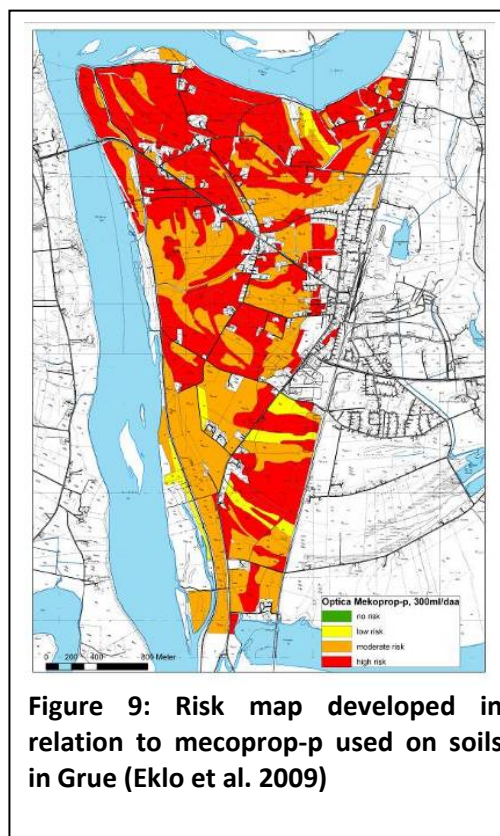 Optica Mekoprop-p, 300ml/daa
no risk
low risk
moderate risk
high risk
0 200 400 800 Meter
Figure 9: Risk map developed in
relation to mecoprop-p used on soils
in Grue (Eklo et al. 2009)